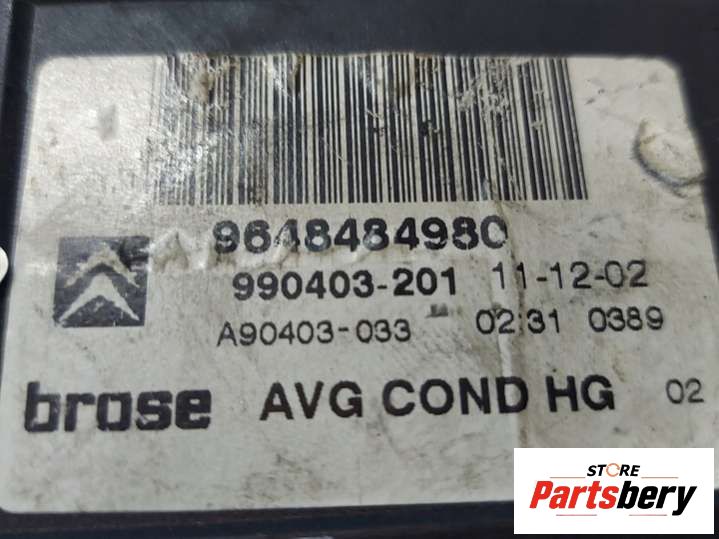 9648484980
990403-201 11-12-02
A90403-033 02:31 0389
brose AVG COND HG 02
STORE
Partsbery